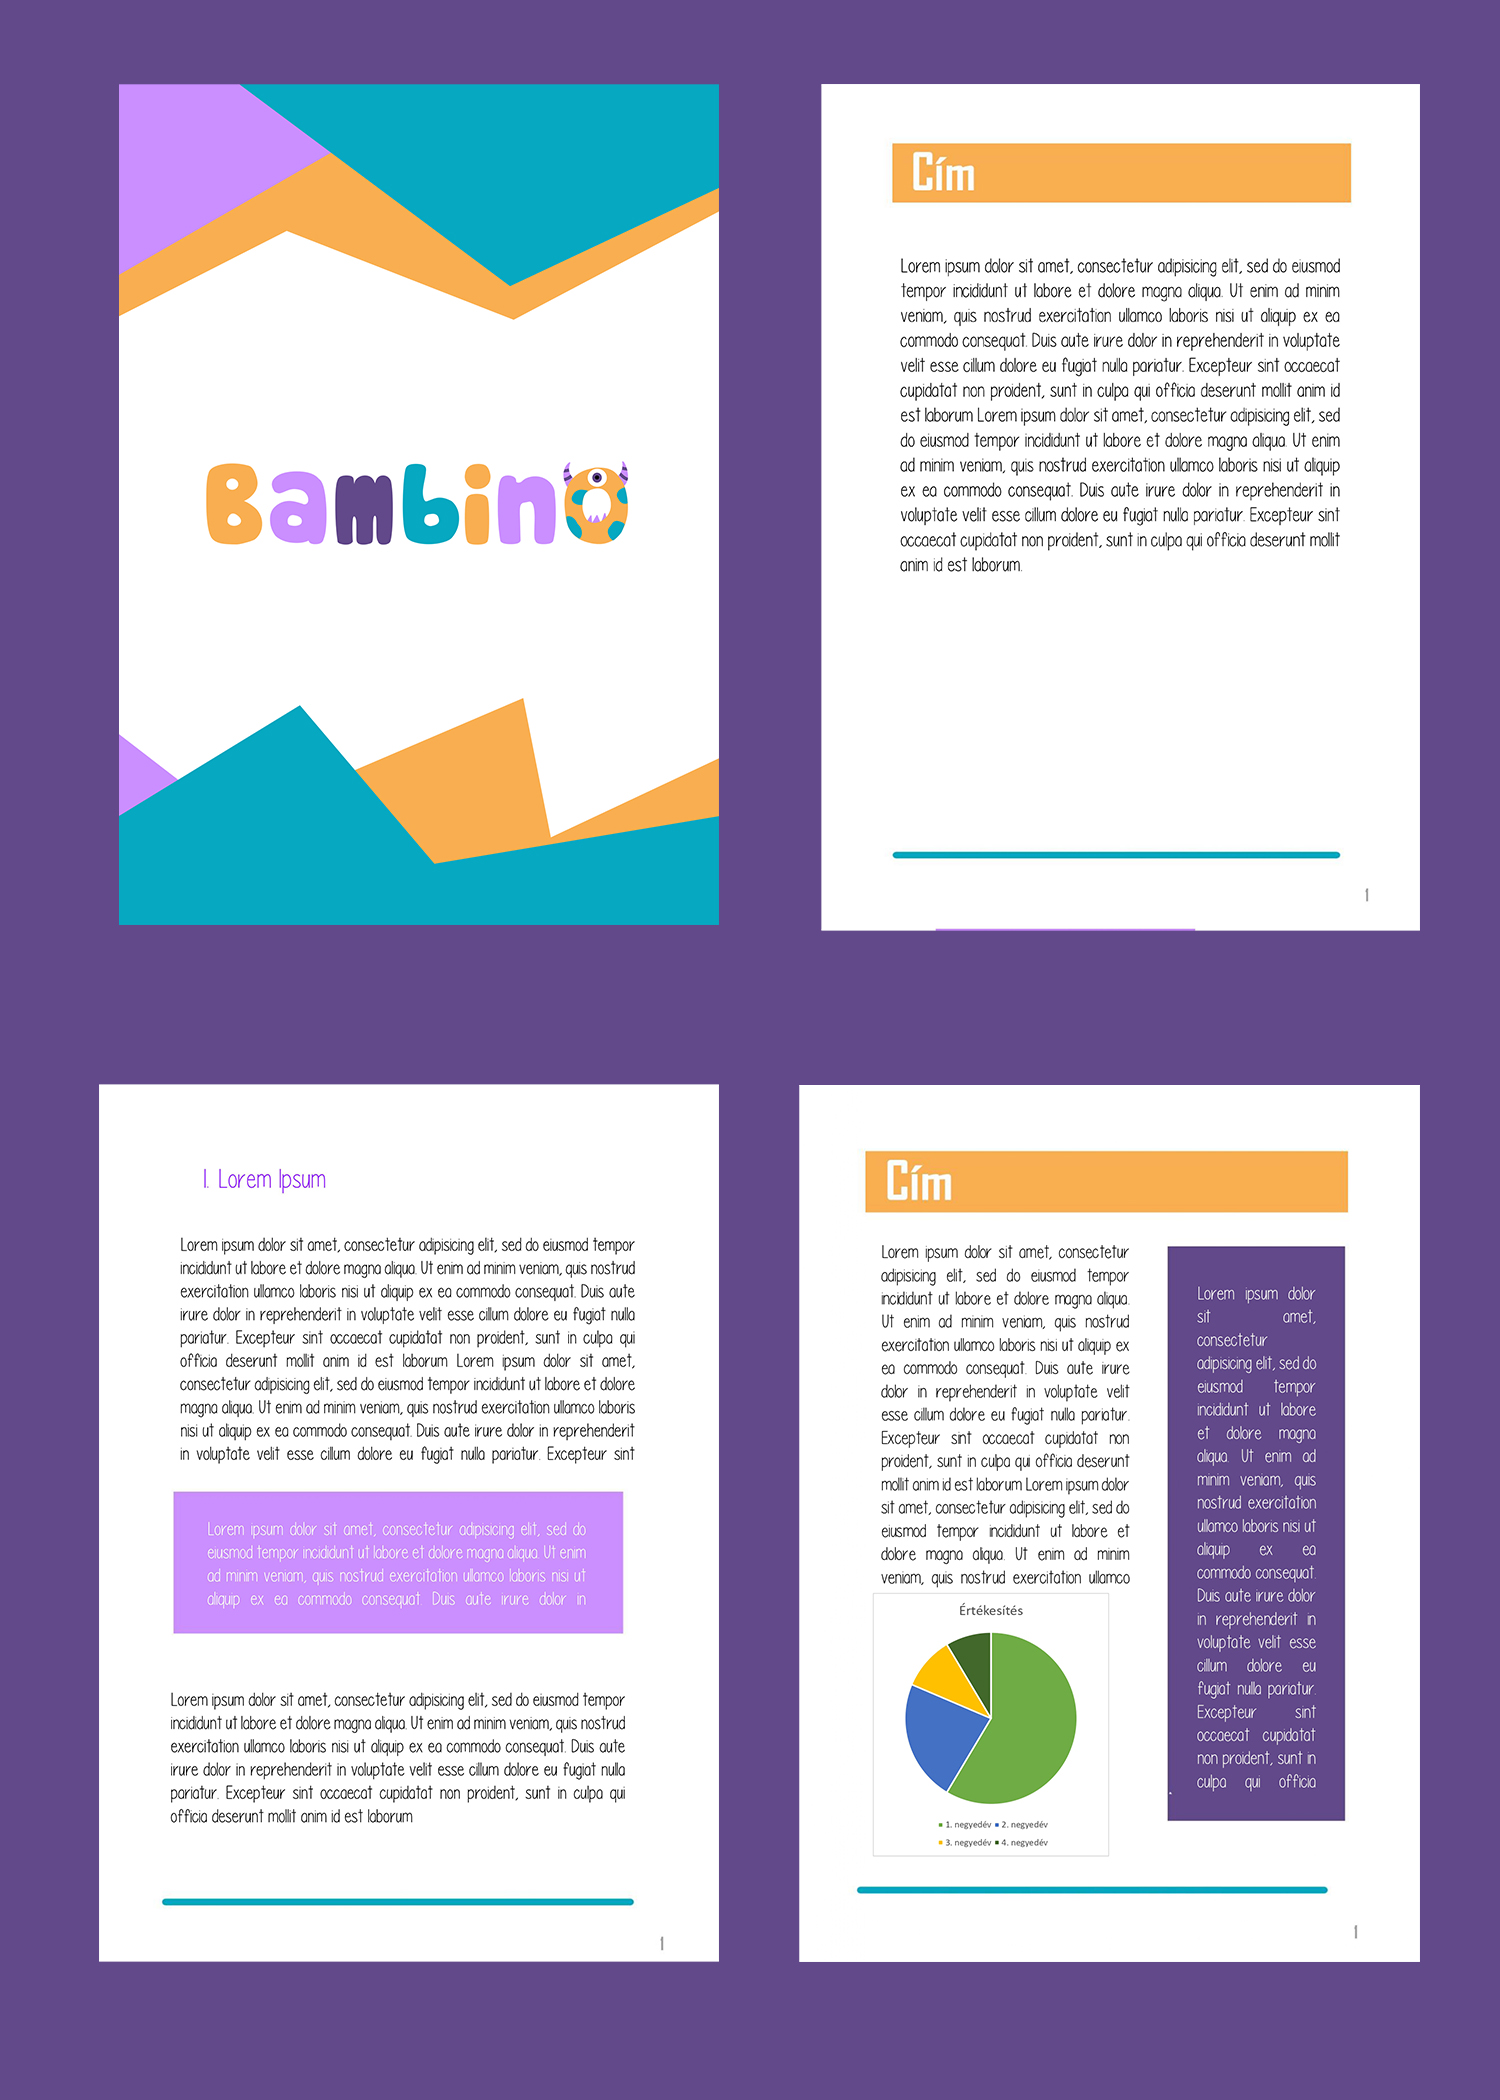 Bambino
Cím
Lorem ipsum dolor sit amet, consectetur adipisicing elit, sed do eiusmod
tempor incididunt ut labore et dolore magna aliqua. Ut enim ad minim
veniam, quis nostrud exercitation ullamco laboris nisi ut aliquip ex ea
commodo consequat. Duis aute irure dolor in reprehenderit in voluptate
velit esse cillum dolore eu fugiat nulla pariatur. Excepteur sint occaecat
cupidatat non proident, sunt in culpa qui officia deserunt mollit anim id
est laborum Lorem ipsum dolor sit amet, consectetur adipisicing elit, sed
do eiusmod tempor incididunt ut labore et dolore magna aliqua. Ut enim
ad minim veniam, quis nostrud exercitation ullamco laboris nisi ut aliquip
ex ea commodo consequat. Duis aute irure dolor in reprehenderit in
voluptate velit esse cillum dolore eu fugiat nulla pariatur. Excepteur sint
occaecat cupidatat non proident, sunt in culpa qui officia deserunt mollit
anim id est laborum.
1
I. Lorem Ipsum
Lorem ipsum dolor sit amet, consectetur adipisicing elit, sed do eiusmod tempor
incididunt ut labore et dolore magna aliqua. Ut enim ad minim veniam, quis nostrud
exercitation ullamco laboris nisi ut aliquip ex ea commodo consequat. Duis aute
irure dolor in reprehenderit in voluptate velit esse cillum dolore eu fugiat nulla
pariatur. Excepteur sint occaecat cupidatat non proident, sunt in culpa qui
officia deserunt mollit anim id est laborum Lorem ipsum dolor sit amet,
consectetur adipisicing elit, sed do eiusmod tempor incididunt ut labore et dolore
magna aliqua. Ut enim ad minim veniam, quis nostrud exercitation ullamco laboris
nisi ut aliquip ex ea commodo consequat. Duis aute irure dolor in reprehenderit
in voluptate velit esse cillum dolore eu fugiat nulla pariatur. Excepteur sint
Lorem ipsum dolor sit amet, consectetur adipisicing elit, sed do
eiusmod tempor incididunt ut labore et dolore magna aliqua. Ut enim
ad minim veniam, quis nostrud exercitation ullamco laboris nisi ut
aliquip ex ea commodo consequat. Duis aute irure dolor in
Lorem ipsum dolor sit amet, consectetur adipisicing elit, sed do eiusmod tempor
incididunt ut labore et dolore magna aliqua. Ut enim ad minim veniam, quis nostrud
exercitation ullamco laboris nisi ut aliquip ex ea commodo consequat. Duis aute
irure dolor in reprehenderit in voluptate velit esse cillum dolore eu fugiat nulla
pariatur. Excepteur sint occaecat cupidatat non proident, sunt in culpa qui
officia deserunt mollit anim id est laborum
1
Cím
Lorem ipsum dolor sit amet, consectetur
adipisicing elit, sed do eiusmod tempor
incididunt ut labore et dolore magna aliqua.
Ut enim ad minim veniam, quis nostrud
exercitation ullamco laboris nisi ut aliquip ex
ea commodo consequat. Duis aute irure
dolor in reprehenderit in voluptate velit
esse cillum dolore eu fugiat nulla pariatur.
Excepteur sint occaecat cupidatat non
proident, sunt in culpa qui officia deserunt
mollit anim id est laborum Lorem ipsum dolor
sit amet, consectetur adipisicing elit, sed do
eiusmod tempor incididunt ut labore et
dolore magna aliqua. Ut enim ad minim
veniam, quis nostrud exercitation ullamco
Értékesítés
1. negyedév 2. negyedév
3. negyedév 4. negyedév
Lorem ipsum dolor
sit amet,
consectetur
adipisicing elit, sed do
eiusmod tempor
incididunt ut labore
et dolore magna
aliqua. Ut enim ad
minim veniam, quis
nostrud exercitation
ullamco laboris nisi ut
aliquip ex ea
commodo consequat.
Duis aute irure dolor
in reprehenderit in
voluptate velit esse
cillum dolore eu
fugiat nulla pariatur.
Excepteur sint
occaecat cupidatat
non proident, sunt in
culpa qui officia
1